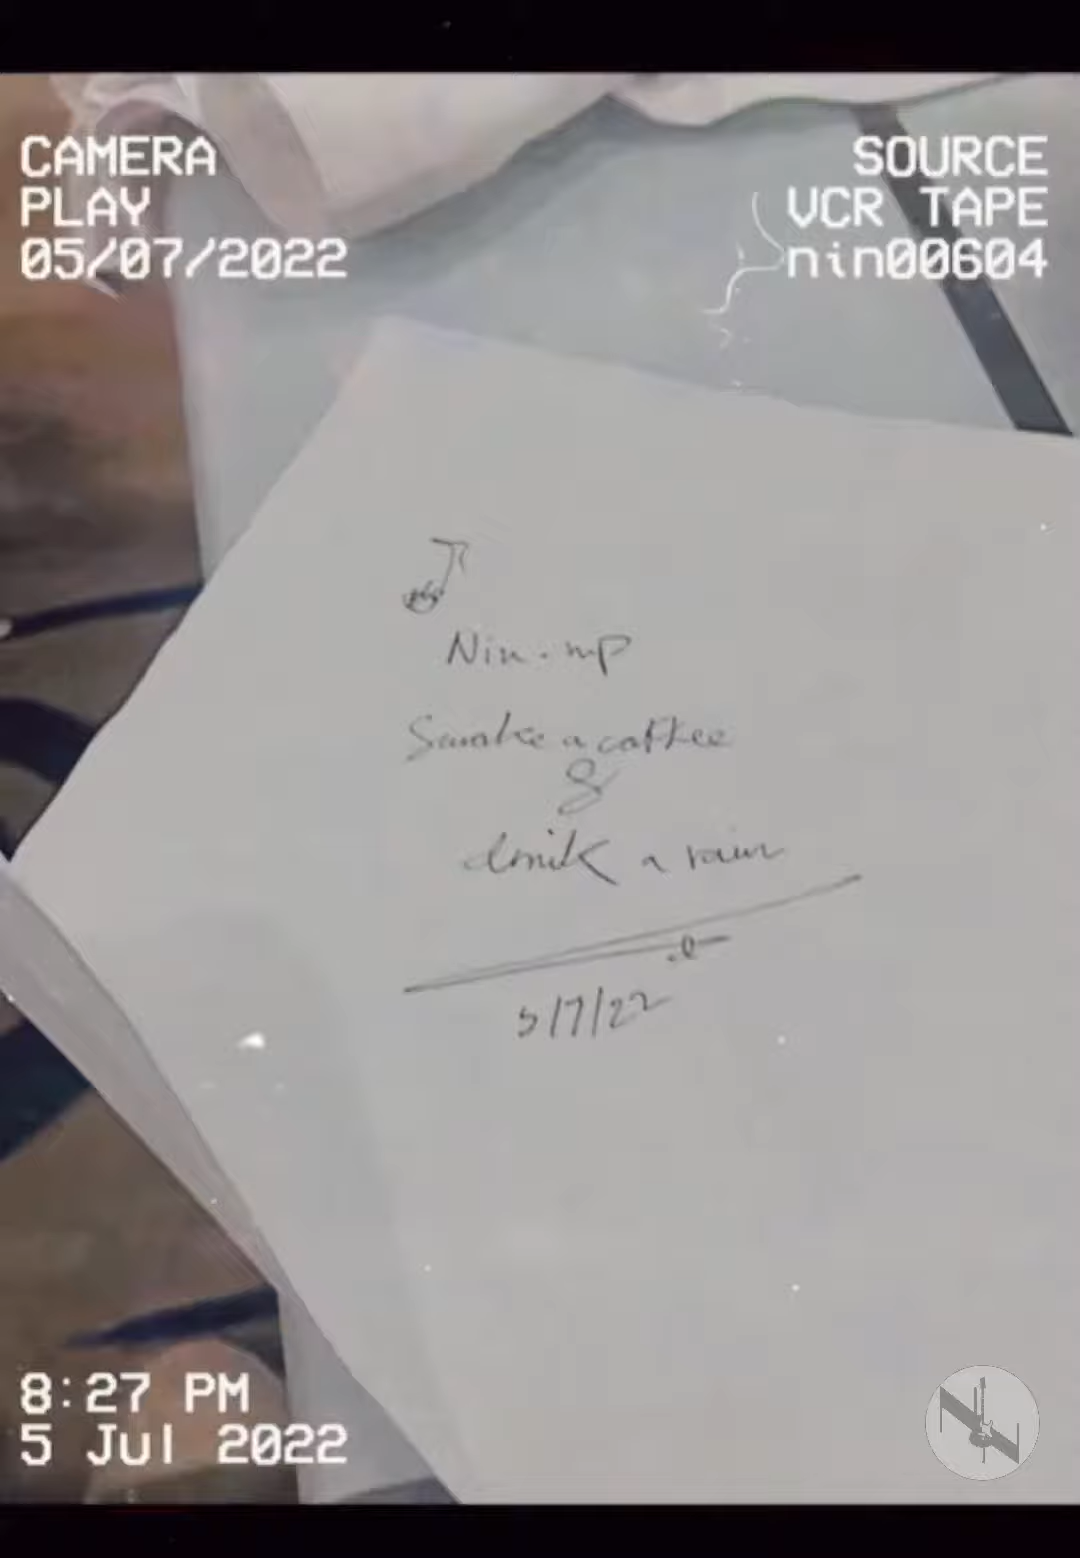 CAMERA
PLAY
05/07/2022
SOURCE
VCR TAPE
nin00604
Nin.mp
Smoke a coffee
&
drnik a rain
5/7/22
8:27 PM
5 Jul 2022